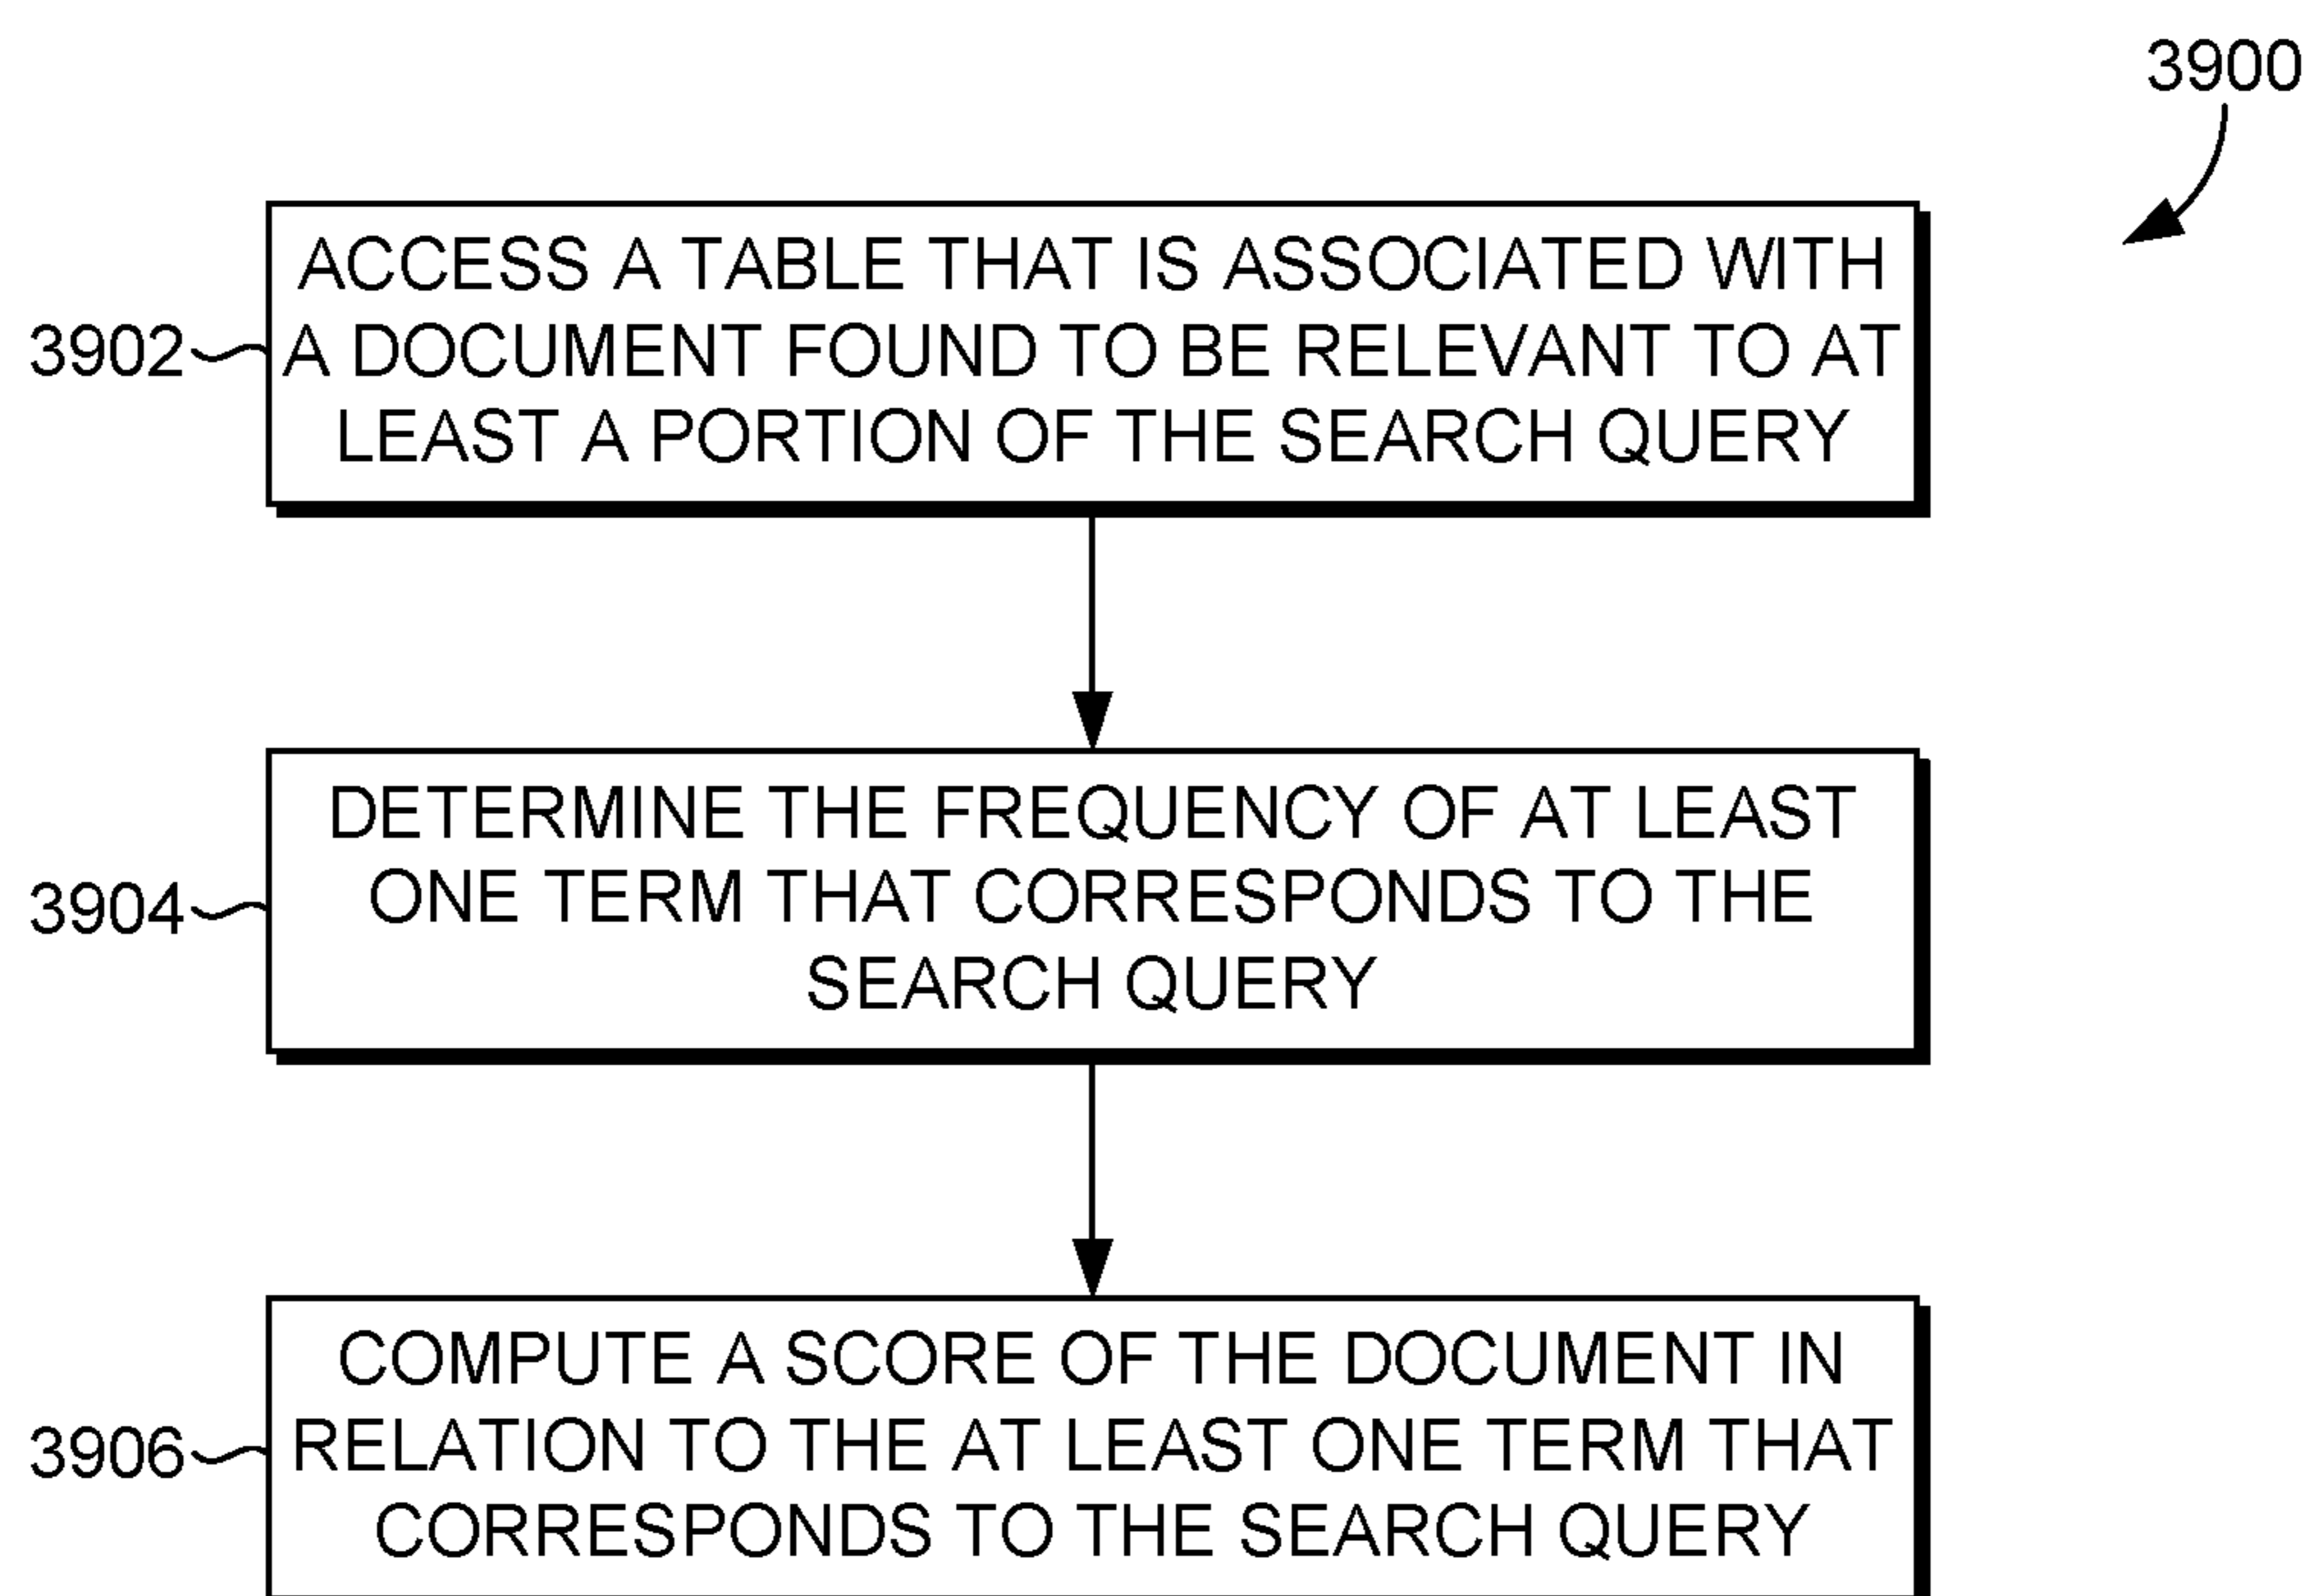 3900
ACCESS A TABLE THAT IS ASSOCIATED WITH
3902
A DOCUMENT FOUND TO BE RELEVANT TO AT
LEAST A PORTION OF THE SEARCH QUERY
DETERMINE THE FREQUENCY OF AT LEAST
3904
ONE TERM THAT CORRESPONDS TO THE
SEARCH QUERY
COMPUTE A SCORE OF THE DOCUMENT IN
3906
RELATION TO THE AT LEAST ONE TERM THAT
CORRESPONDS TO THE SEARCH QUERY